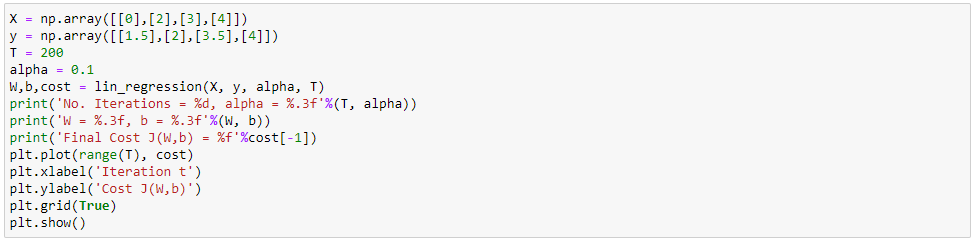 X = np.array([[0],[2],[3],[4]])
y = np.array([[1.5],[2],[3.5],[4]])
T = 200
alpha = 0.1
W,b,cost = lin_regression(X, y, alpha, T)
print('No. Iterations = %d, alpha = %.3f'%(T, alpha))
print('W = %.3f, b = %.3f'%(W, b))
print('Final Cost J(W,b) = %f'%cost[-1])
plt.plot(range(T), cost)
plt.xlabel('Iteration t')
plt.ylabel('Cost J(W,b)')
plt.grid(True)
plt.show()